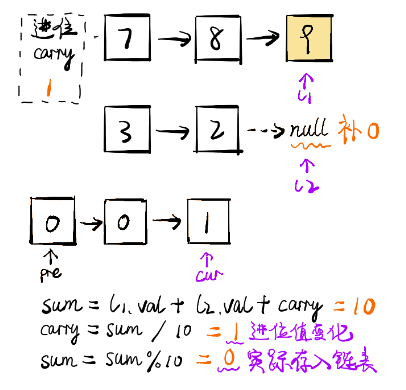 进位
carry
1
7 → 8 → 9
L1
3 → 2 → null 补0
L2
0 → 0 → 1
pre
cur
sum = L1.val + L2.val + carry = 10
carry = sum / 10 = 1 进位值变化
sum = sum%10 = 0 实际存入链表